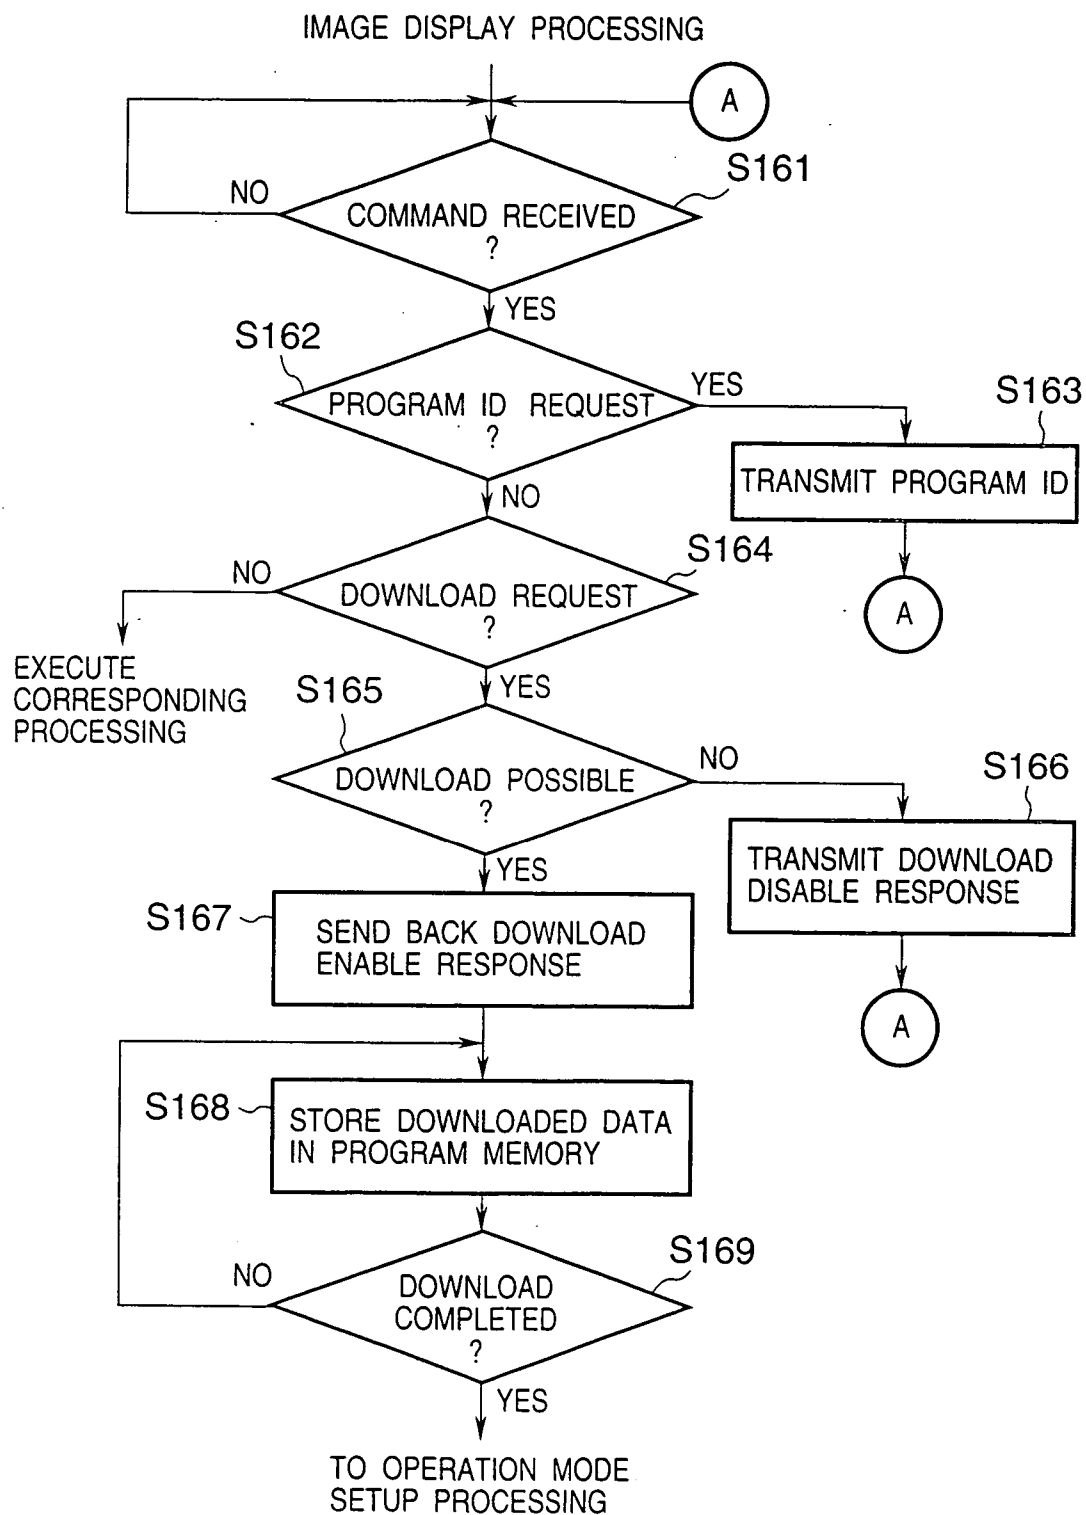 IMAGE DISPLAY PROCESSING
A
S161
NO
COMMAND RECEIVED
?
YES
S162
YES
S163
PROGRAM ID REQUEST
?
TRANSMIT PROGRAM ID
NO
S164
NO
A
DOWNLOAD REQUEST
?
EXECUTE
CORRESPONDING
PROCESSING
YES
S165
NO
S166
DOWNLOAD POSSIBLE
?
TRANSMIT DOWNLOAD
DISABLE RESPONSE
YES
S167
SEND BACK DOWNLOAD
ENABLE RESPONSE
A
S168
STORE DOWNLOADED DATA
IN PROGRAM MEMORY
S169
NO
DOWNLOAD
COMPLETED
?
YES
TO OPERATION MODE
SETUP PROCESSING